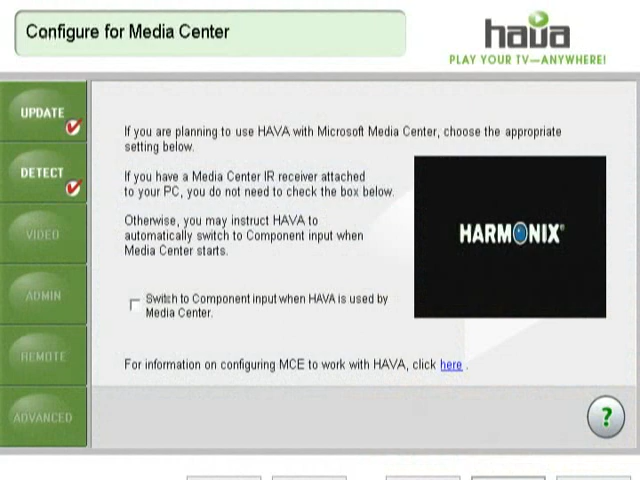 Configure for Media Center
hava
PLAY YOUR TV—ANYWHERE!
UPDATE
DETECT
VIDEO
ADMIN
REMOTE
ADVANCED
If you are planning to use HAVA with Microsoft Media Center, choose the appropriate
setting below.
If you have a Media Center IR receiver attached
to your PC, you do not need to check the box below.
Otherwise, you may instruct HAVA to
automatically switch to Component input when
Media Center starts.
Switch to Component input when HAVA is used by
Media Center.
HARMONIX®
For information on configuring MCE to work with HAVA, click here .
?